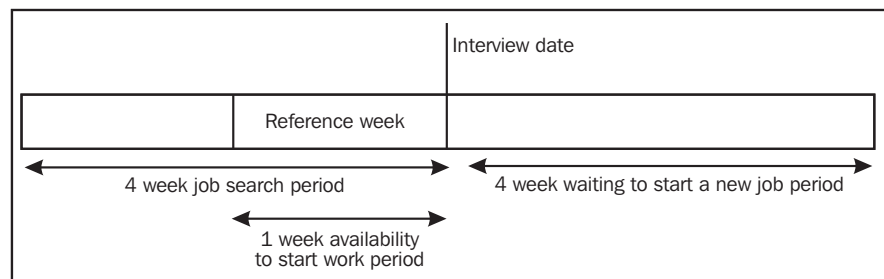 Interview date
Reference week
4 week job search period
4 week waiting to start a new job period
1 week availability
to start work period